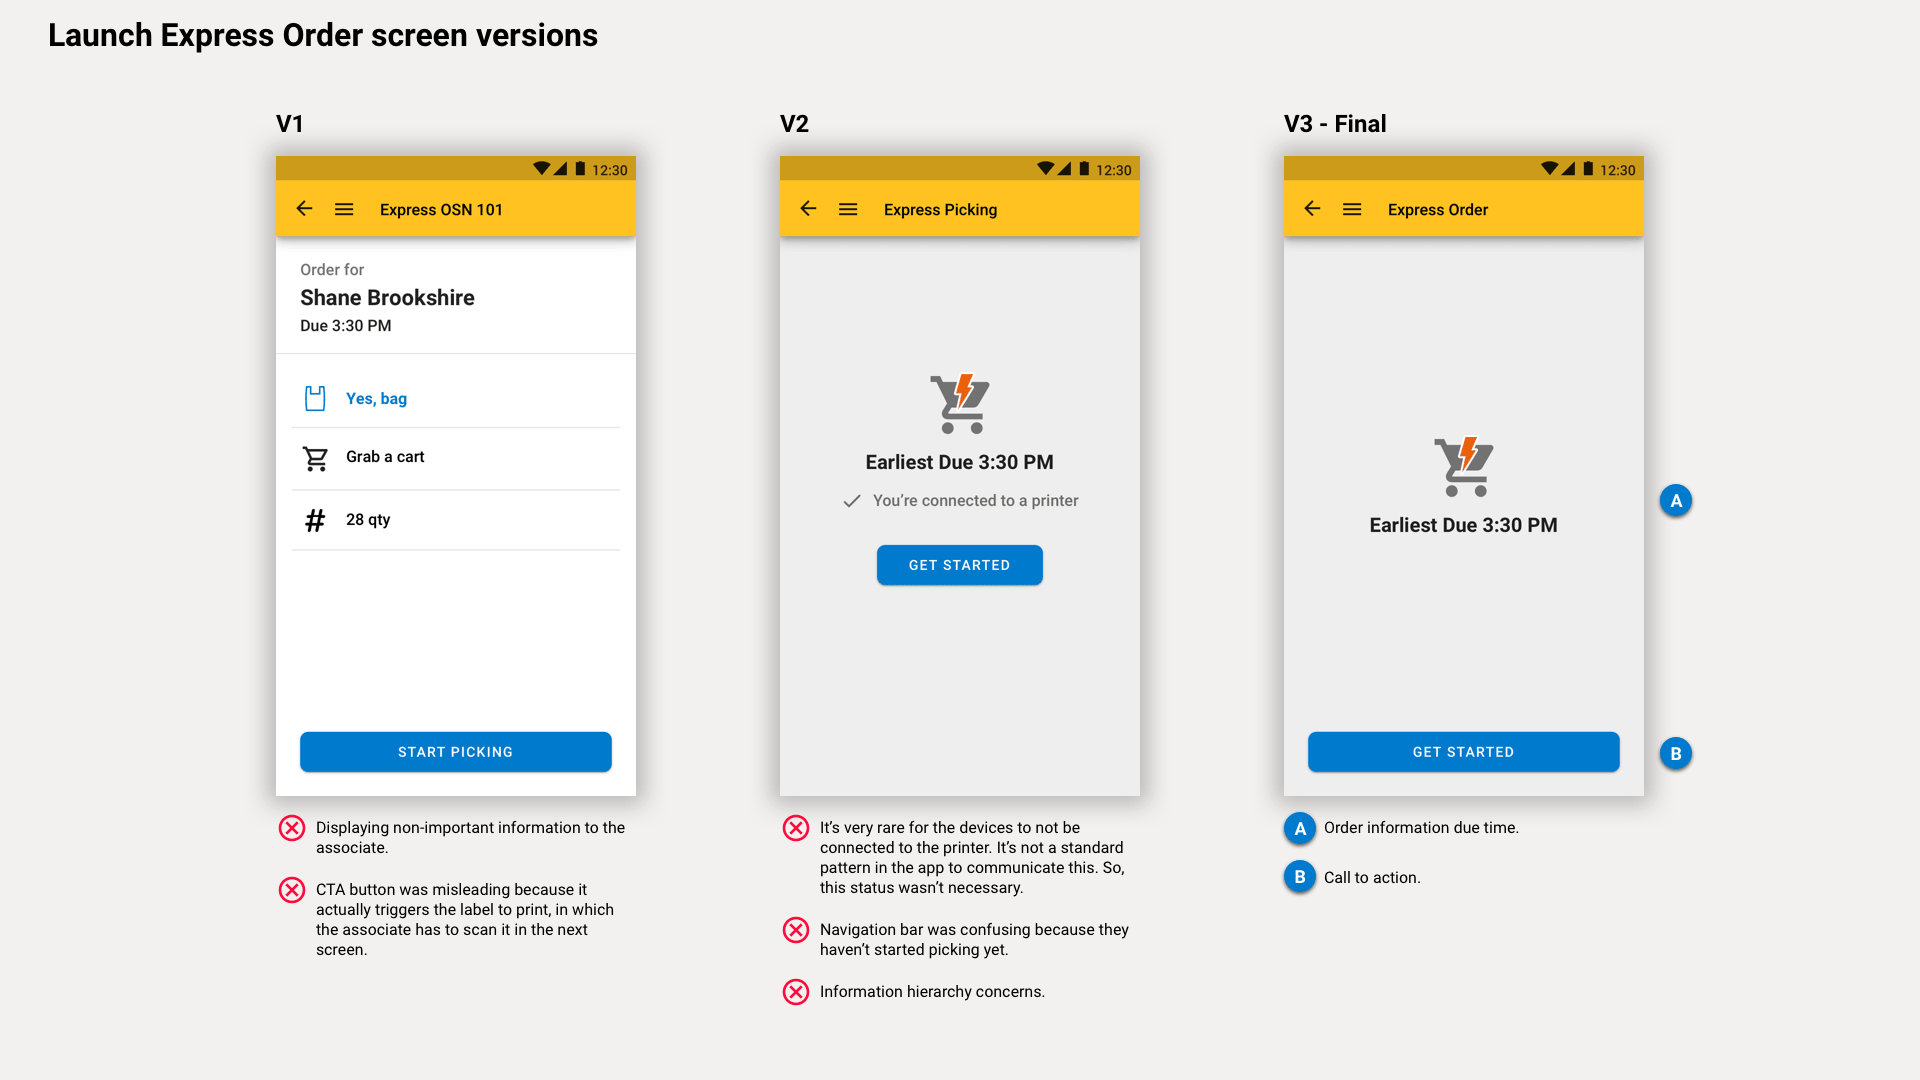 Launch Express Order screen versions
V1
12:30
Express OSN 101
Order for
Shane Brookshire
Due 3:30 PM
Yes, bag
Grab a cart
# 28 qty
START PICKING
Displaying non-important information to the
associate.
CTA button was misleading because it
actually triggers the label to print, in which
the associate has to scan it in the next
screen.
V2
12:30
Express Picking
Earliest Due 3:30 PM
You’re connected to a printer
GET STARTED
It’s very rare for the devices to not be
connected to the printer. It’s not a standard
pattern in the app to communicate this. So,
this status wasn’t necessary.
Navigation bar was confusing because they
haven’t started picking yet.
Information hierarchy concerns.
V3 - Final
12:30
Express Order
Earliest Due 3:30 PM
A
GET STARTED
B
A Order information due time.
B Call to action.